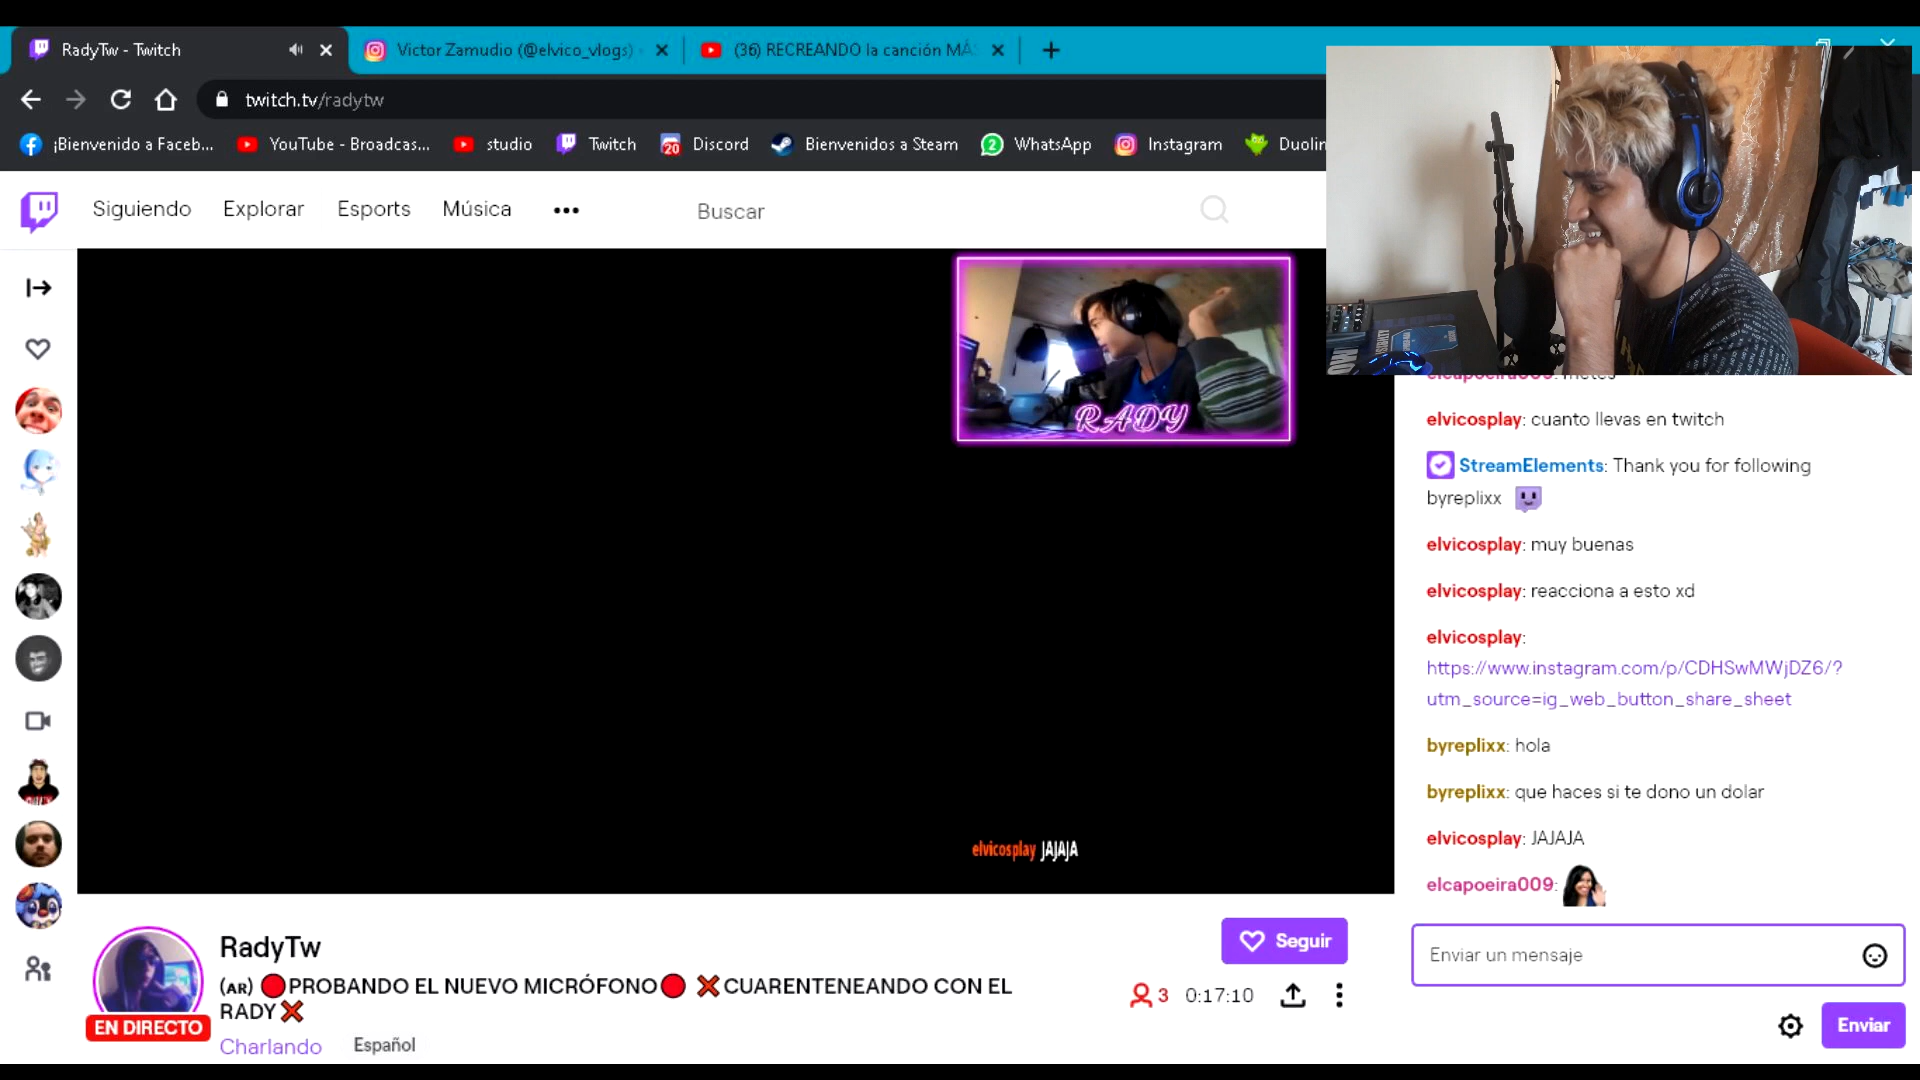 RadyTw - Twitch
Victor Zamudio (@elvico_vlogs)
(36) RECREANDO la canción MÁ
twitch.tv/radytw
¡Bienvenido a Faceb...
YouTube - Broadcas...
studio
Twitch
20
Discord
Bienvenidos a Steam
2
WhatsApp
Instagram
Duolin
Siguiendo
Explorar
Esports
Música
Buscar
RADY
elvicosplay: cuanto llevas en twitch
StreamElements: Thank you for following
byreplixx
elvicosplay: muy buenas
elvicosplay: reacciona a esto xd
elvicosplay:
https://www.instagram.com/p/CDHSwMWjDZ6/?
utm_source=ig_web_button_share_sheet
byreplixx: hola
byreplixx: que haces si te dono un dolar
elvicosplay: JAJAJA
elcapoeira009:
elvicosplay JAJAJA
RadyTw
(AR) 🔴PROBANDO EL NUEVO MICRÓFONO🔴 ❌CUARENTENEANDO CON EL
RADY❌
EN DIRECTO
Charlando
Español
Seguir
3
0:17:10
Enviar un mensaje
Enviar